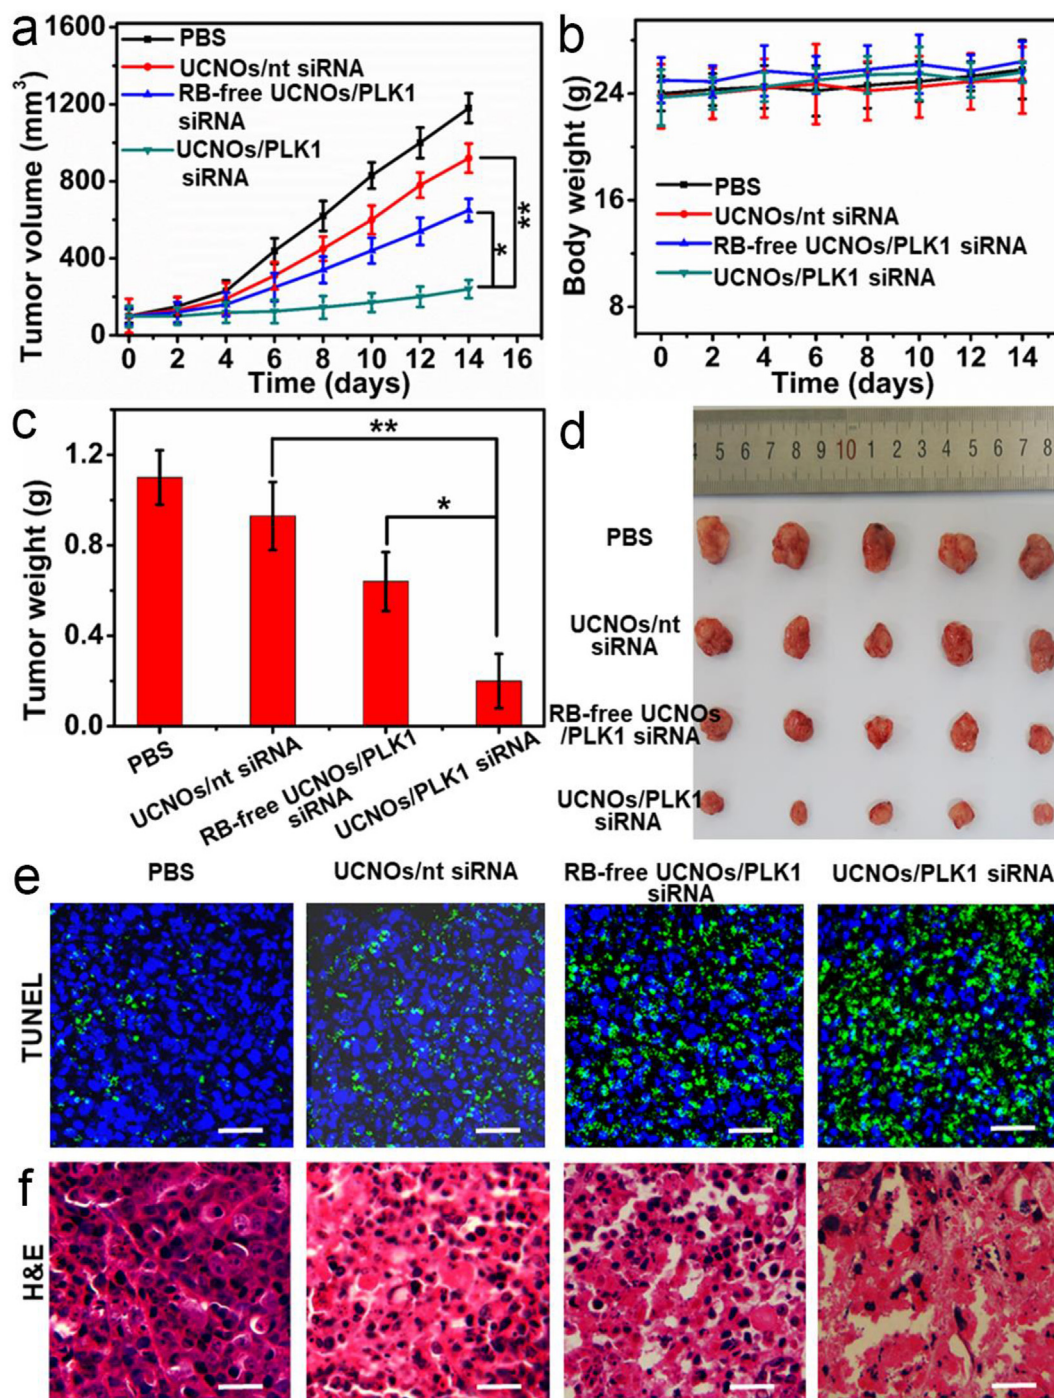 a
1600
1200
800
400
0
Tumor volume (mm³)
PBS
UCNOs/nt siRNA
RB-free UCNOs/PLK1
siRNA
UCNOs/PLK1
siRNA
*
**
0 2 4 6 8 10 12 14 16
Time (days)
b
24
16
8
Body weight (g)
PBS
UCNOs/nt siRNA
RB-free UCNOs/PLK1 siRNA
UCNOs/PLK1 siRNA
0 2 4 6 8 10 12 14
Time (days)
c
1.2
0.8
0.4
0.0
Tumor weight (g)
**
*
PBS
UCNOs/nt siRNA
RB-free UCNOs/PLK1
siRNA
UCNOs/PLK1 siRNA
d
4 5 6 7 8 9 10 1 2 3 4 5 6 7 8
PBS
UCNOs/nt
siRNA
RB-free UCNOs
/PLK1 siRNA
UCNOs/PLK1
siRNA
e
PBS
UCNOs/nt siRNA
RB-free UCNOs/PLK1
siRNA
UCNOs/PLK1 siRNA
TUNEL
f
H&E